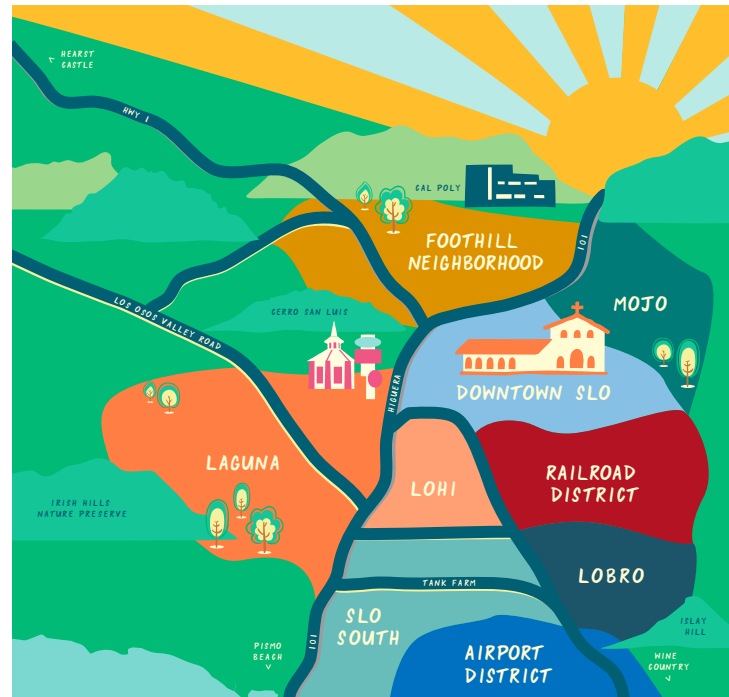 HEARST
CASTLE
HWY 1
CAL POLY
FOOTHILL
NEIGHBORHOOD
101
MOJO
LOS OSOS VALLEY ROAD
CERRO SAN LUIS
HIGUERA
DOWNTOWN SLO
LAGUNA
LOHI
RAILROAD
DISTRICT
IRISH HILLS
NATURE PRESERVE
LOBRO
TANK FARM
SLO
SOUTH
101
ISLAY
HILL
PISMO
BEACH
AIRPORT
DISTRICT
WINE
COUNTRY